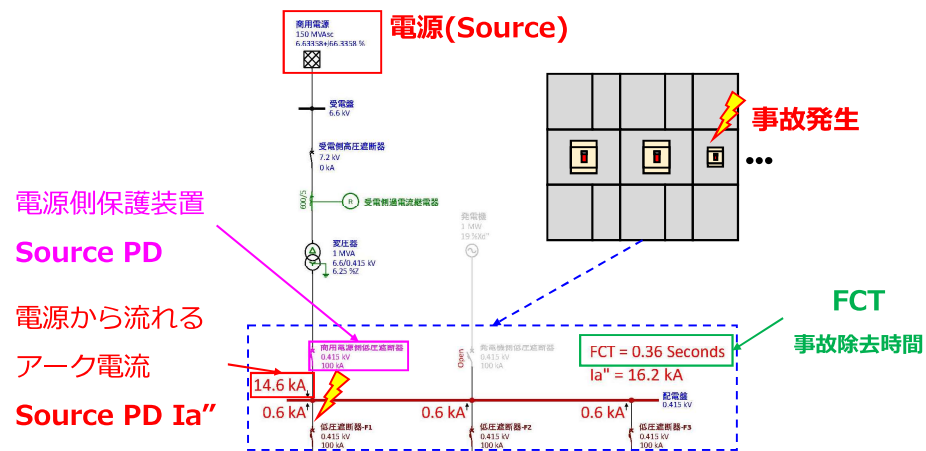 電源(Source)
商用電源
150 MVAsc
6.63358+j66.3358 %
受電盤
6.6 kV
受電側高圧遮断器
7.2 kV
0 kA
600/5
R
受電側過電流継電器
変圧器
1 MVA
6.6/0.415 kV
6.25 %Z
発電機
1 MW
19 %Xd"
事故発生
•••
電源側保護装置
Source PD
電源から流れる
アーク電流
Source PD Ia”
FCT
事故除去時間
商用電源側低圧遮断器
0.415 kV
100 kA
Open
発電機側低圧遮断器
0.415 kV
100 kA
FCT = 0.36 Seconds
Ia" = 16.2 kA
14.6 kA
配電盤
0.415 kV
0.6 kA
0.6 kA
0.6 kA
低圧遮断器-F1
0.415 kV
100 kA
低圧遮断器-F2
0.415 kV
100 kA
低圧遮断器-F3
0.415 kV
100 kA